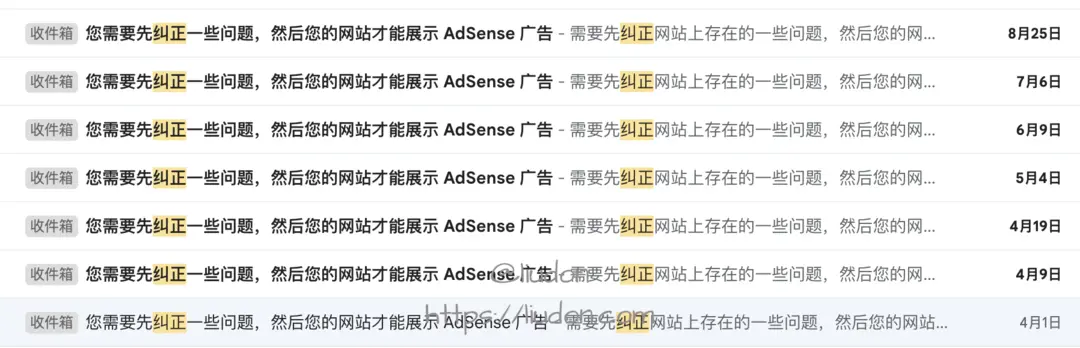 收件箱 您需要先纠正一些问题，然后您的网站才能展示 AdSense 广告 - 需要先纠正网站上存在的一些问题，然后您的网... 8月25日
收件箱 您需要先纠正一些问题，然后您的网站才能展示 AdSense 广告 - 需要先纠正网站上存在的一些问题，然后您的网... 7月6日
收件箱 您需要先纠正一些问题，然后您的网站才能展示 AdSense 广告 - 需要先纠正网站上存在的一些问题，然后您的网... 6月9日
收件箱 您需要先纠正一些问题，然后您的网站才能展示 AdSense 广告 - 需要先纠正网站上存在的一些问题，然后您的网... 5月4日
收件箱 您需要先纠正一些问题，然后您的网站才能展示 AdSense 广告 - 需要先纠正网站上存在的一些问题，然后您的网... 4月19日
收件箱 您需要先纠正一些问题，然后您的网站才能展示 AdSense 广告 - 需要先纠正网站上存在的一些问题，然后您的网... 4月9日
@liuden
收件箱 您需要先纠正一些问题，然后您的网站才能展示 AdSense 广告 - 需要先纠正网站上存在的一些问题，然后您的网站... 4月1日
https://liuden.com